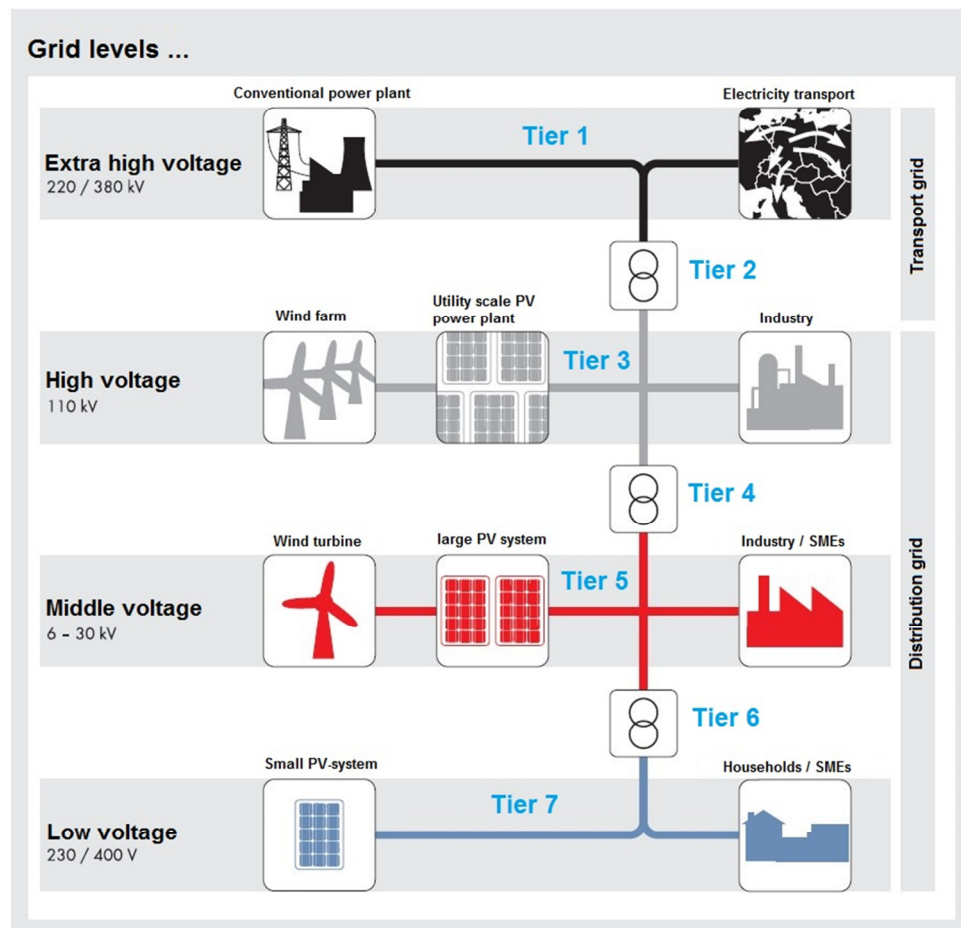 Grid levels ...
Conventional power plant
Electricity transport
Tier 1
Extra high voltage
220 / 380 kV
Transport grid
Tier 2
Wind farm
Utility scale PV
power plant
Industry
Tier 3
High voltage
110 kV
Tier 4
Wind turbine
large PV system
Industry / SMEs
Tier 5
Middle voltage
6 – 30 kV
Distribution grid
Tier 6
Small PV-system
Households / SMEs
Tier 7
Low voltage
230 / 400 V